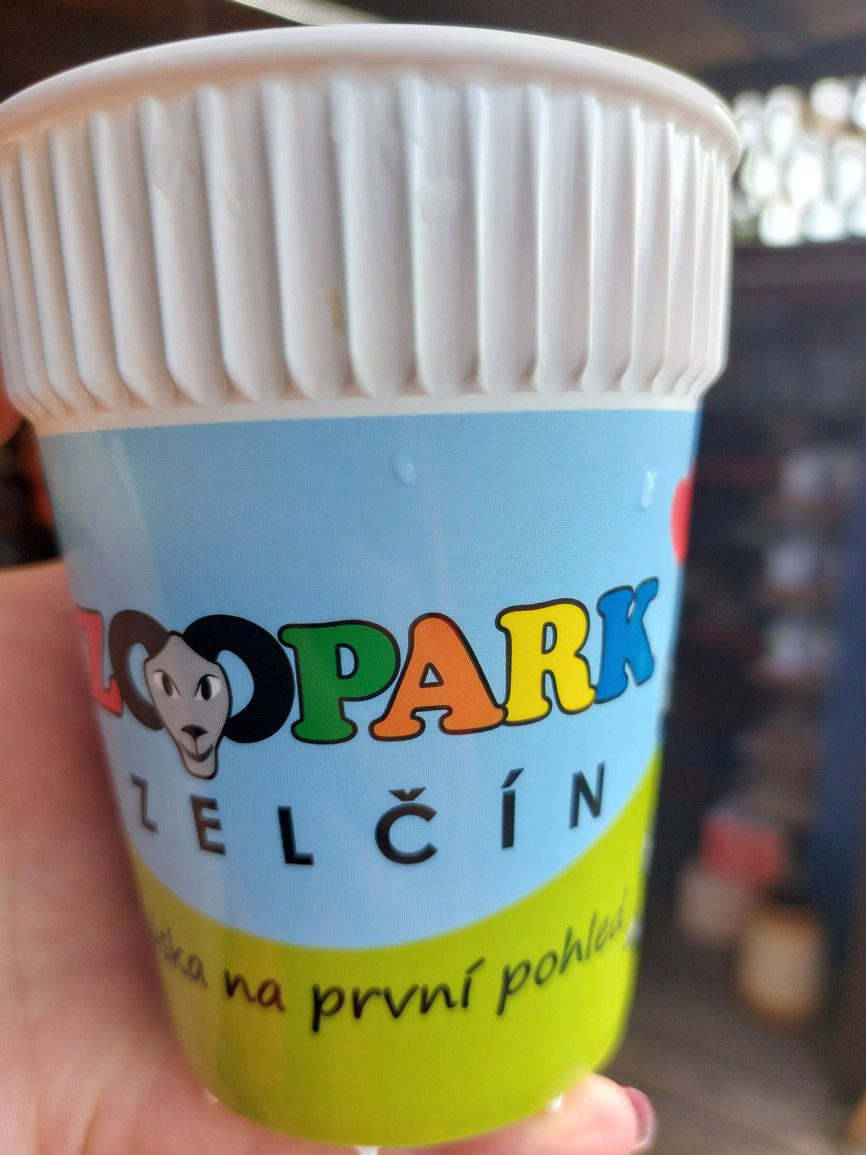 ZOOPARK
ZELČÍN
na první pohled